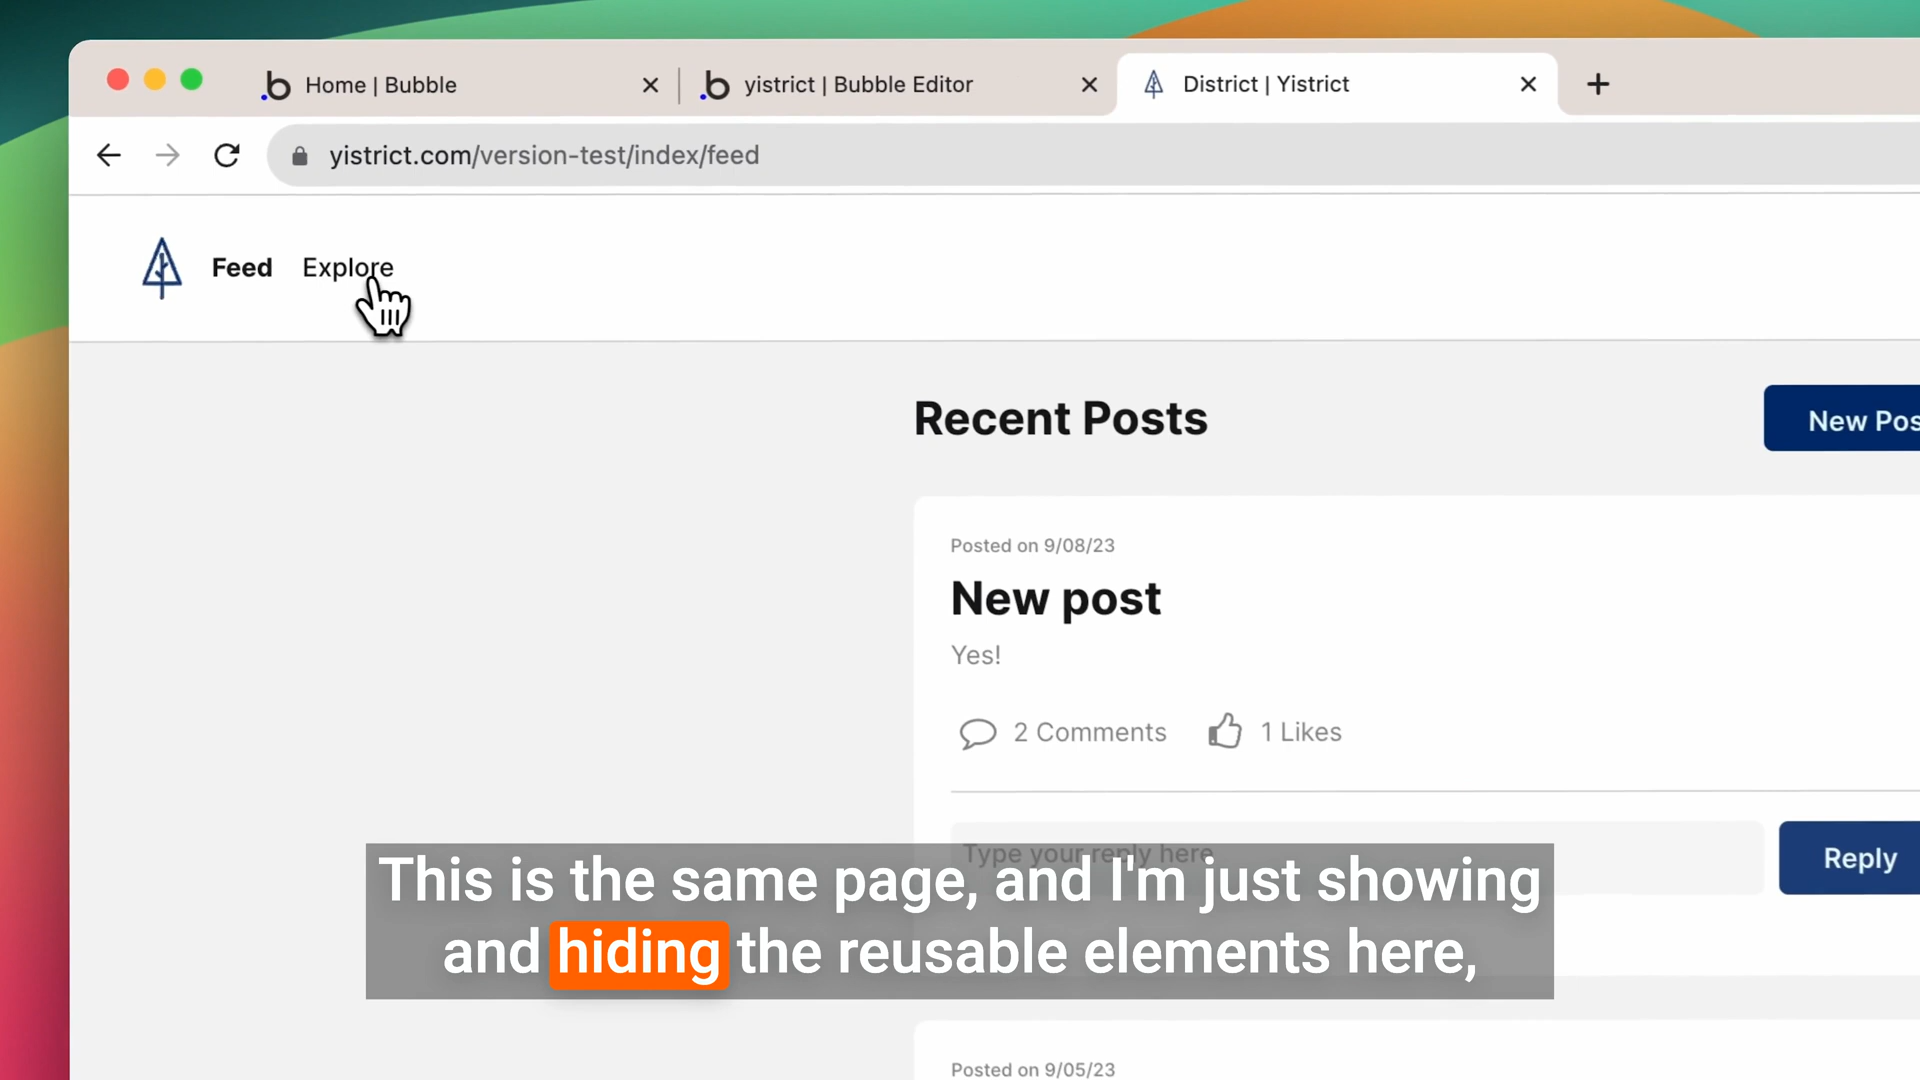 Home | Bubble
yistrict | Bubble Editor
District | Yistrict
yistrict.com/version-test/index/feed
Feed
Explore
Recent Posts
New Pos
Posted on 9/08/23
New post
Yes!
2 Comments
1 Likes
Type your reply here
Reply
This is the same page, and I'm just showing
and hiding the reusable elements here,
Posted on 9/05/23